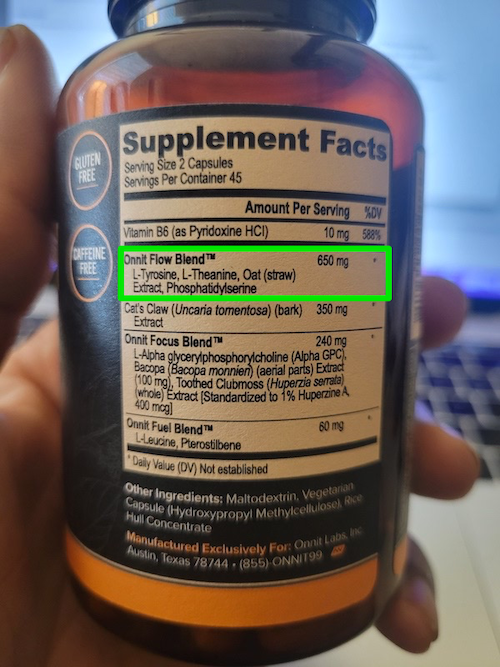 GLUTEN
FREE
CAFFEINE
FREE
Supplement Facts
Serving Size 2 Capsules
Servings Per Container 45
Amount Per Serving %DV
Vitamin B6 (as Pyridoxine HCl) 10 mg 588%
Onnit Flow Blend™ 650 mg *
L-Tyrosine, L-Theanine, Oat (straw)
Extract, Phosphatidylserine
Cat's Claw (Uncaria tomentosa) (bark) 350 mg *
Extract
Onnit Focus Blend™ 240 mg *
L-Alpha glycerylphosphorylcholine (Alpha GPC),
Bacopa (Bacopa monnieri) (aerial parts) Extract
(100 mg), Toothed Clubmoss (Huperzia serrata)
(whole) Extract [Standardized to 1% Huperzine A,
400 mcg]
Onnit Fuel Blend™ 60 mg *
L-Leucine, Pterostilbene
* Daily Value (DV) Not established
Other Ingredients: Maltodextrin, Vegetarian
Capsule (Hydroxypropyl Methylcellulose), Rice
Hull Concentrate
Manufactured Exclusively For: Onnit Labs, Inc.
Austin, Texas 78744 • (855)-ONNIT99